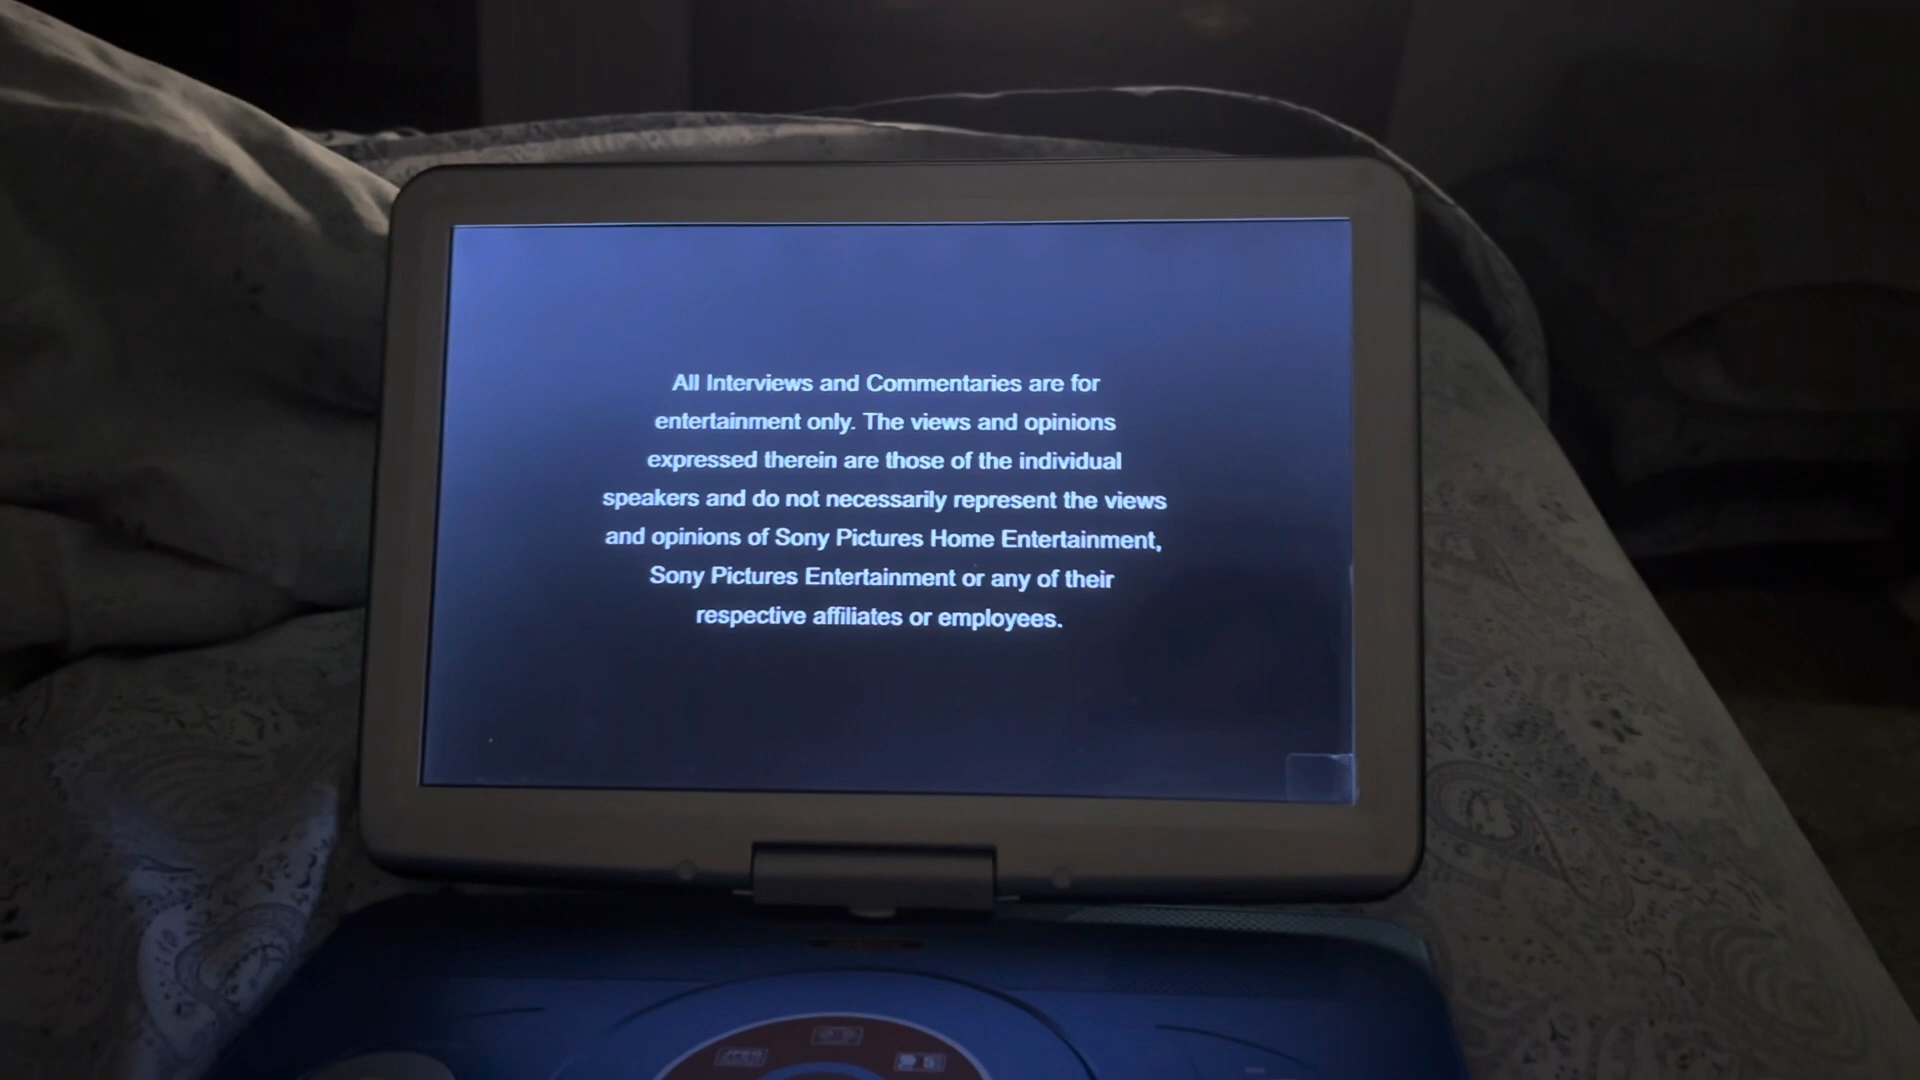 All Interviews and Commentaries are for
entertainment only. The views and opinions
expressed therein are those of the individual
speakers and do not necessarily represent the views
and opinions of Sony Pictures Home Entertainment,
Sony Pictures Entertainment or any of their
respective affiliates or employees.
JPEG